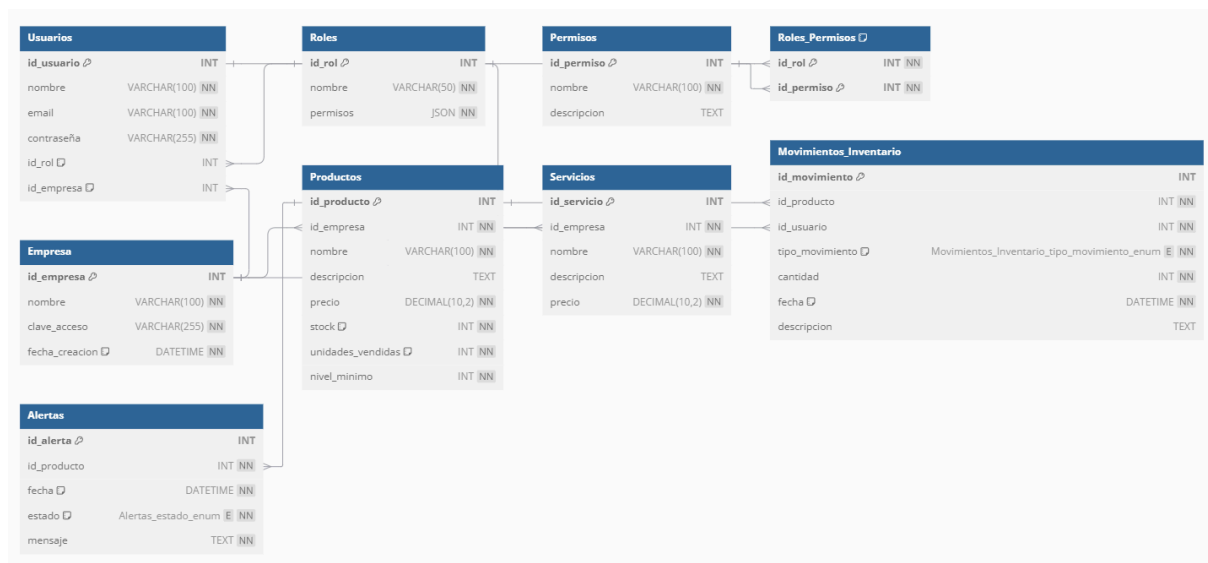 Usuarios
id_usuario INT
nombre VARCHAR(100) NN
email VARCHAR(100) NN
contraseña VARCHAR(255) NN
id_rol INT
id_empresa INT
Roles
id_rol INT
nombre VARCHAR(50) NN
permisos JSON NN
Permisos
id_permiso INT
nombre VARCHAR(100) NN
descripcion TEXT
Roles_Permisos
id_rol INT NN
id_permiso INT NN
Empresa
id_empresa INT
nombre VARCHAR(100) NN
clave_acceso VARCHAR(255) NN
fecha_creacion DATETIME NN
Productos
id_producto INT
id_empresa INT NN
nombre VARCHAR(100) NN
descripcion TEXT
precio DECIMAL(10,2) NN
stock INT NN
unidades_vendidas INT NN
nivel_minimo INT NN
Servicios
id_servicio INT
id_empresa INT NN
nombre VARCHAR(100) NN
descripcion TEXT
precio DECIMAL(10,2) NN
Movimientos_Inventario
id_movimiento INT
id_producto INT NN
id_usuario INT NN
tipo_movimiento Movimientos_Inventario_tipo_movimiento_enum E NN
cantidad INT NN
fecha DATETIME NN
descripcion TEXT
Alertas
id_alerta INT
id_producto INT NN
fecha DATETIME NN
estado Alertas_estado_enum E NN
mensaje TEXT NN